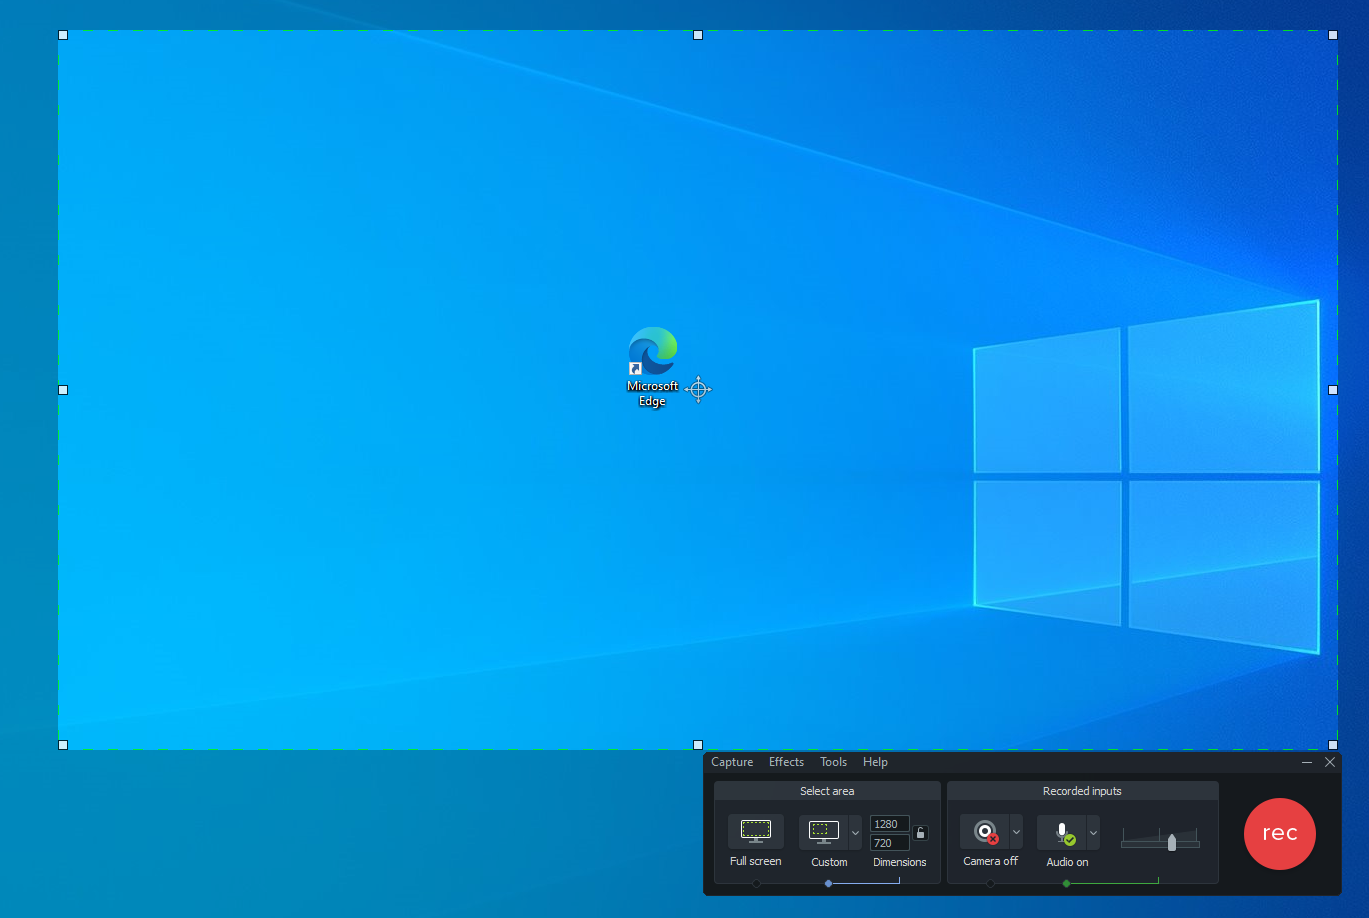 Microsoft
Edge
Capture Effects Tools Help
Select area
Recorded inputs
1280
720
rec
Full screen
Custom
Dimensions
Camera off
Audio on